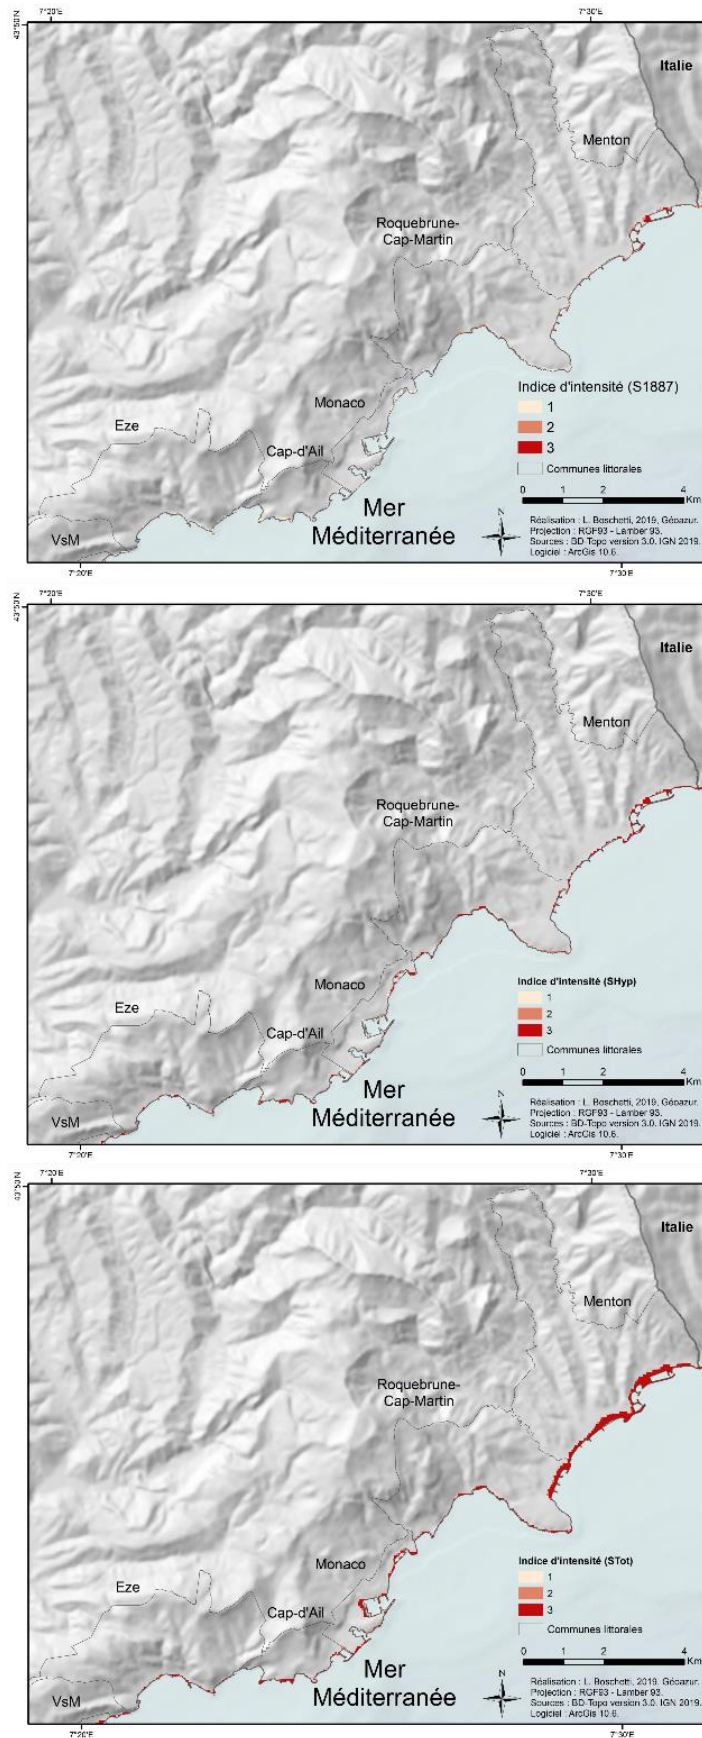 7°20'E 7°30'E
43°50'N
Italie
Menton
Roquebrune-
Cap-Martin
Indice d'intensité (S1887)
1
Monaco
2
Eze
3
Cap-d'Ail
Communes littorales
0 1 2 4
Km
Mer
Méditerranée
N
VsM
Réalisation : L. Boschetti, 2019, Géoazur.
Projection : RGF93 - Lamber 93.
Sources : BD-Topo version 3.0. IGN 2019.
Logiciel : ArcGis 10.6.
7°20'E 7°30'E
7°20'E 7°30'E
43°50'N
Italie
Menton
Roquebrune-
Cap-Martin
Monaco
Indice d'intensité (SHyp)
1
2
3
Eze
Cap-d'Ail
Communes littorales
0 1 2 4
Km
Mer
Méditerranée
N
VsM
Réalisation : L. Boschetti, 2019, Géoazur.
Projection : RGF93 - Lamber 93.
Sources : BD-Topo version 3.0. IGN 2019.
Logiciel : ArcGis 10.6.
7°20'E 7°30'E
7°20'E 7°30'E
43°50'N
Italie
Menton
Roquebrune-
Cap-Martin
Monaco
Indice d'intensité (STot)
1
2
3
Eze
Cap-d'Ail
Communes littorales
0 1 2 4
Km
Mer
Méditerranée
N
VsM
Réalisation : L. Boschetti, 2019. Géoazur.
Projection : RGF93 - Lamber 93.
Sources : BD-Topo version 3.0. IGN 2019.
Logiciel : ArcGis 10.6.
7°20'E 7°30'E